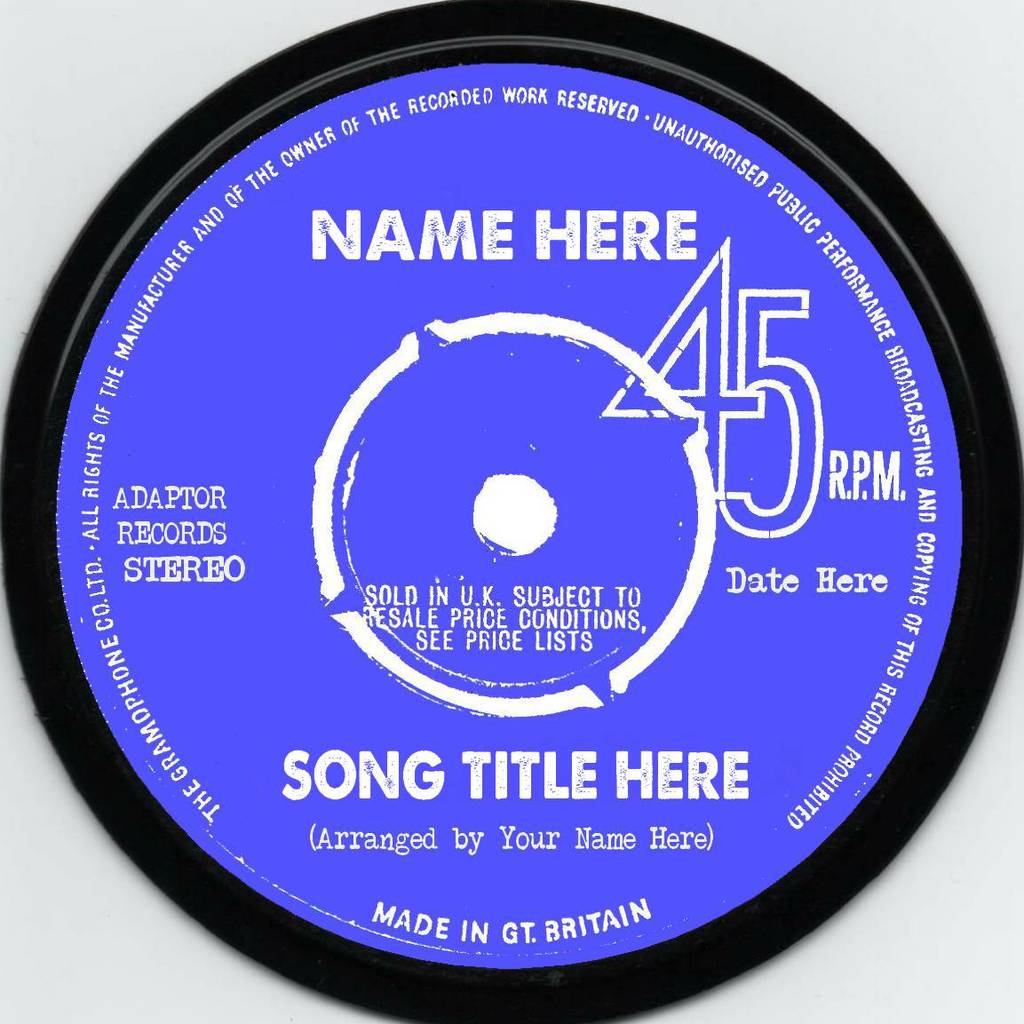 THE GRAMOPHONE CO. LTD. · ALL RIGHTS OF THE MANUFACTURER AND OF THE OWNER OF THE RECORDED WORK RESERVED · UNAUTHORISED PUBLIC PERFORMANCE BROADCASTING AND COPYING OF THIS RECORD PROHIBITED
NAME HERE
45
R.P.M.
ADAPTOR
RECORDS
STEREO
Date Here
SOLD IN U.K. SUBJECT TO
RESALE PRICE CONDITIONS,
SEE PRICE LISTS
SONG TITLE HERE
(Arranged by Your Name Here)
MADE IN GT. BRITAIN